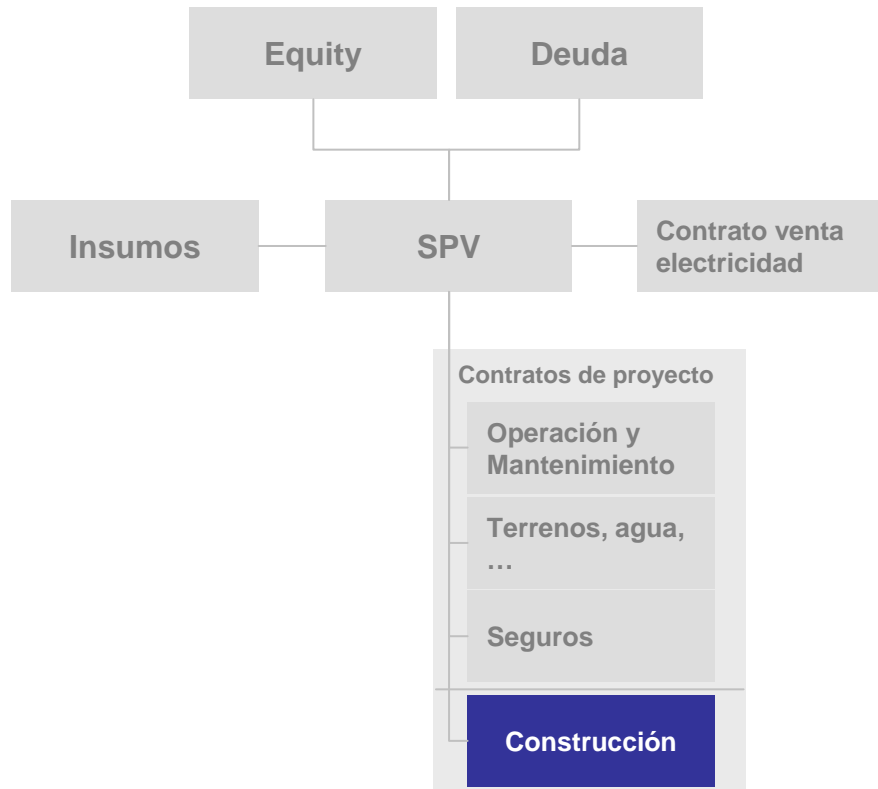 Equity
Deuda
Insumos
SPV
Contrato venta
electricidad
Contratos de proyecto
Operación y
Mantenimiento
Terrenos, agua,
…
Seguros
Construcción